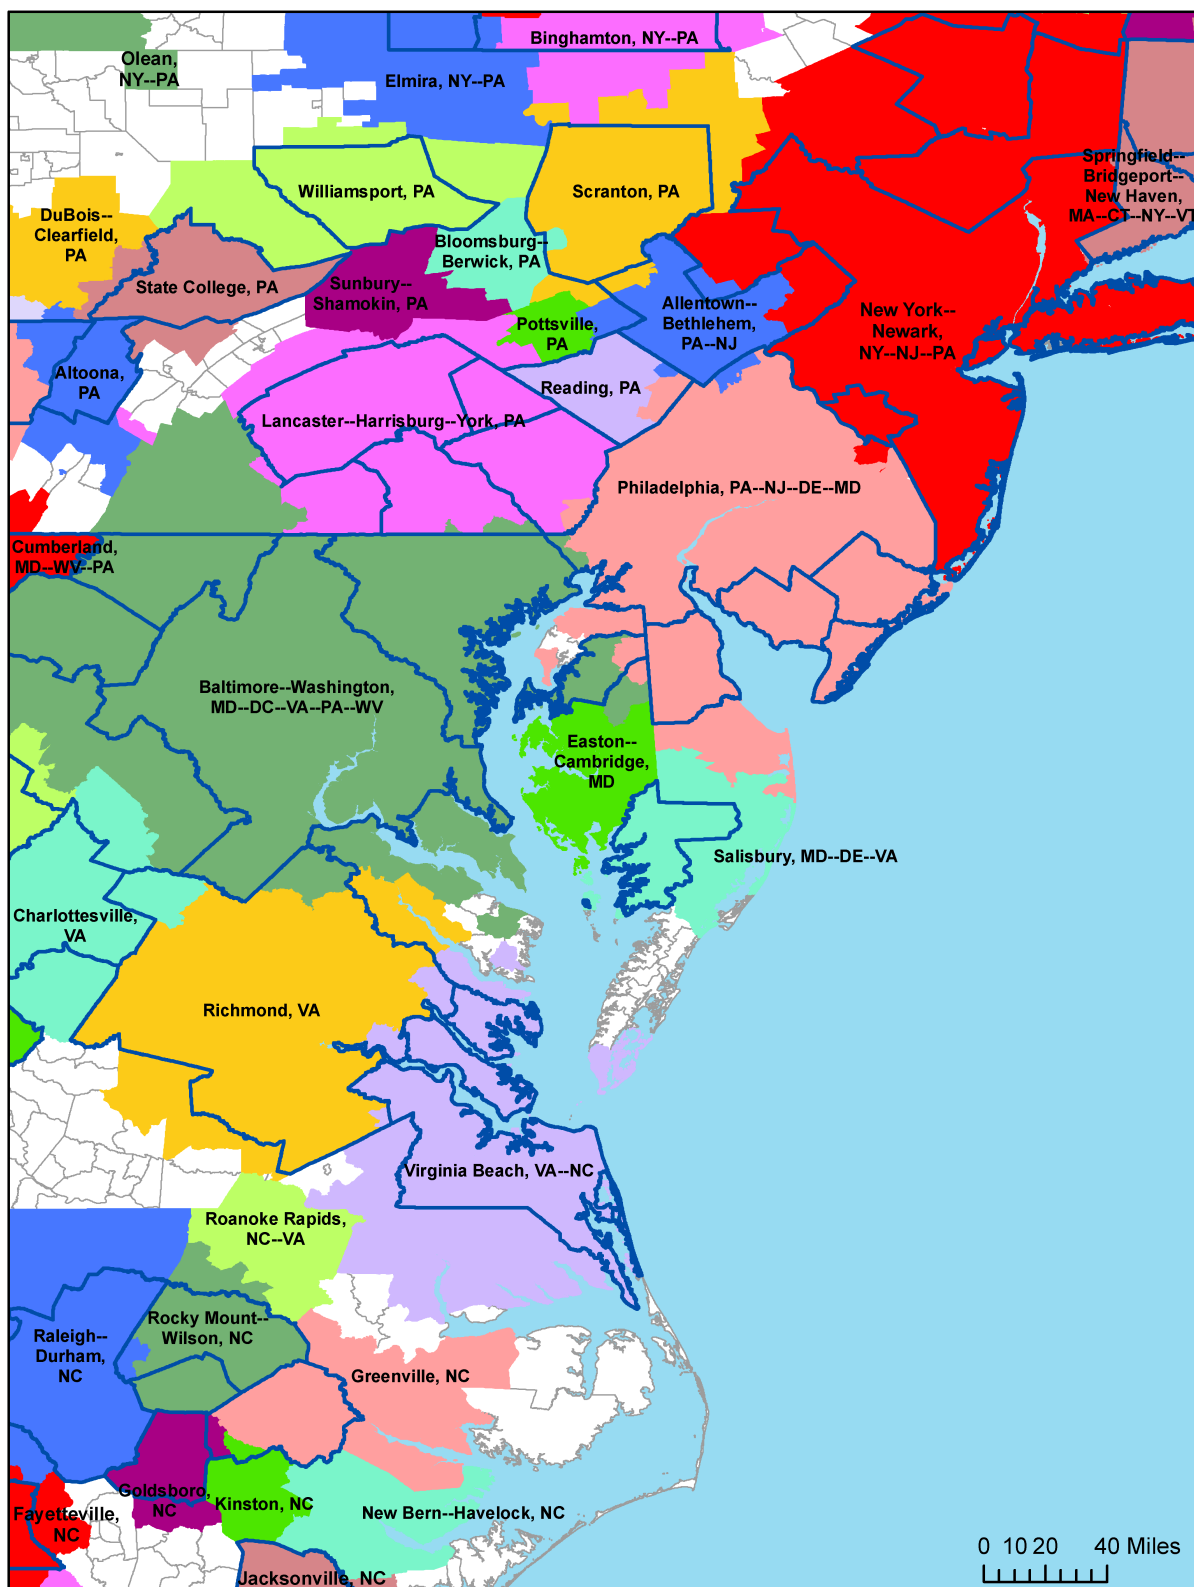 Binghamton, NY--PA
Olean,
NY--PA
Elmira, NY--PA
Springfield--
Bridgeport--
New Haven,
MA--CT--NY--VT
Williamsport, PA
Scranton, PA
DuBois--
Clearfield,
PA
Bloomsburg--
Berwick, PA
State College, PA
Sunbury--
Shamokin, PA
Allentown--
Bethlehem,
PA--NJ
New York--
Newark,
NY--NJ--PA
Pottsville,
PA
Altoona,
PA
Reading, PA
Lancaster--Harrisburg--York, PA
Philadelphia, PA--NJ--DE--MD
Cumberland,
MD--WV--PA
Baltimore--Washington,
MD--DC--VA--PA--WV
Easton--
Cambridge,
MD
Salisbury, MD--DE--VA
Charlottesville,
VA
Richmond, VA
Virginia Beach, VA--NC
Roanoke Rapids,
NC--VA
Rocky Mount--
Wilson, NC
Raleigh--
Durham,
NC
Greenville, NC
Goldsboro,
NC
Kinston, NC
New Bern--Havelock, NC
Fayetteville,
NC
Jacksonville, NC
0 10 20 40 Miles